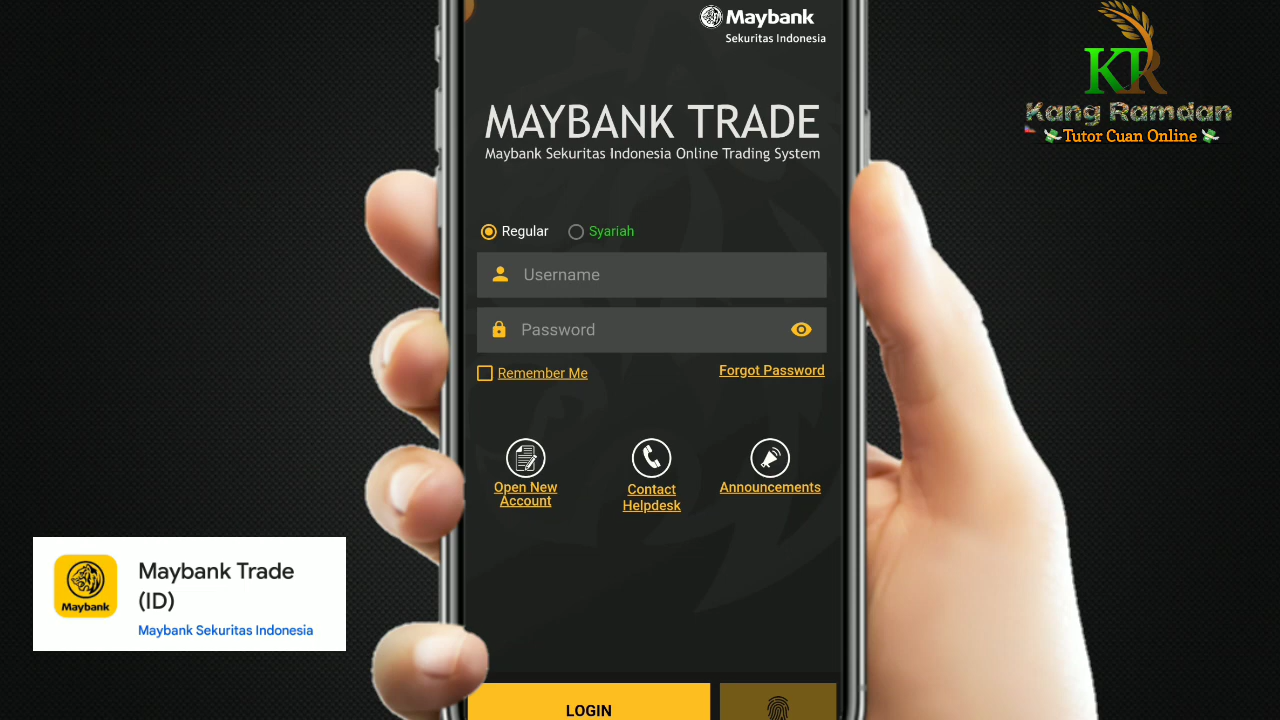 Maybank
Sekuritas Indonesia
KR
Kang Ramdan
Tutor Cuan Online
MAYBANK TRADE
Maybank Sekuritas Indonesia Online Trading System
Regular
Syariah
Username
Password
Remember Me
Forgot Password
Open New
Account
Contact
Helpdesk
Announcements
Maybank
Maybank Trade
(ID)
Maybank Sekuritas Indonesia
LOGIN